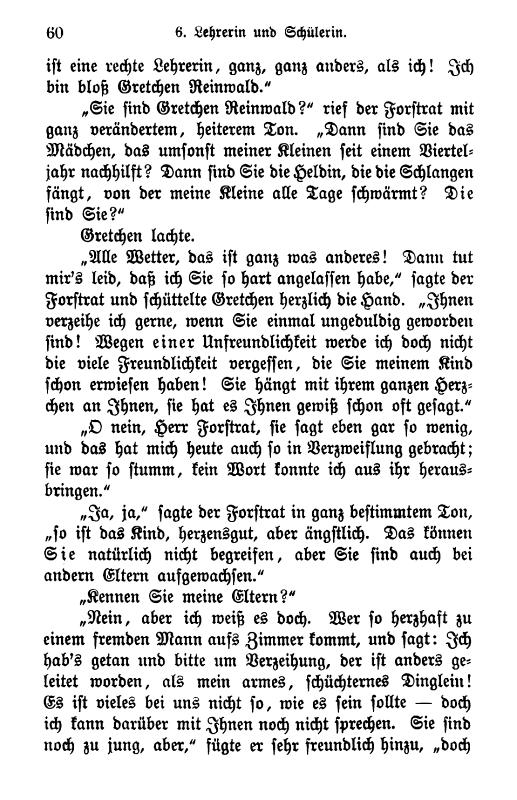 60 6. Lehrerin und Schülerin.
ist eine rechte Lehrerin, ganz, ganz anders, als ich! Ich
bin bloß Gretchen Reinwald.“
„Sie sind Gretchen Reinwald?“ rief der Forstrat mit
ganz verändertem, heiterem Ton. „Dann sind Sie das
Mädchen, das umsonst meiner Kleinen seit einem Viertel-
jahr nachhilft? Dann sind Sie die Heldin, die die Schlangen
fängt, von der meine Kleine alle Tage schwärmt? Die
sind Sie?“
Gretchen lachte.
„Alle Wetter, das ist ganz was anderes! Dann tut
mir's leid, daß ich Sie so hart angelassen habe,“ sagte der
Forstrat und schüttelte Gretchen herzlich die Hand. „Ihnen
verzeihe ich gerne, wenn Sie einmal ungeduldig geworden
sind! Wegen einer Unfreundlichkeit werde ich doch nicht
die viele Freundlichkeit vergessen, die Sie meinem Kind
schon erwiesen haben! Sie hängt mit ihrem ganzen Herz-
chen an Ihnen, sie hat es Ihnen gewiß schon oft gesagt.“
„O nein, Herr Forstrat, sie sagt eben gar so wenig,
und das hat mich heute auch so in Verzweiflung gebracht;
sie war so stumm, kein Wort konnte ich aus ihr heraus-
bringen.“
„Ja, ja,“ sagte der Forstrat in ganz bestimmtem Ton,
„so ist das Kind, herzensgut, aber ängstlich. Das können
Sie natürlich nicht begreifen, aber Sie sind auch bei
andern Eltern aufgewachsen.“
„Kennen Sie meine Eltern?“
„Nein, aber ich weiß es doch. Wer so herzhaft zu
einem fremden Mann aufs Zimmer kommt, und sagt: Ich
hab's getan und bitte um Verzeihung, der ist anders ge-
leitet worden, als mein armes, schüchternes Dinglein!
Es ist vieles bei uns nicht so, wie es sein sollte — doch
ich kann darüber mit Ihnen noch nicht sprechen. Sie sind
noch zu jung, aber,“ fügte er sehr freundlich hinzu, „doch